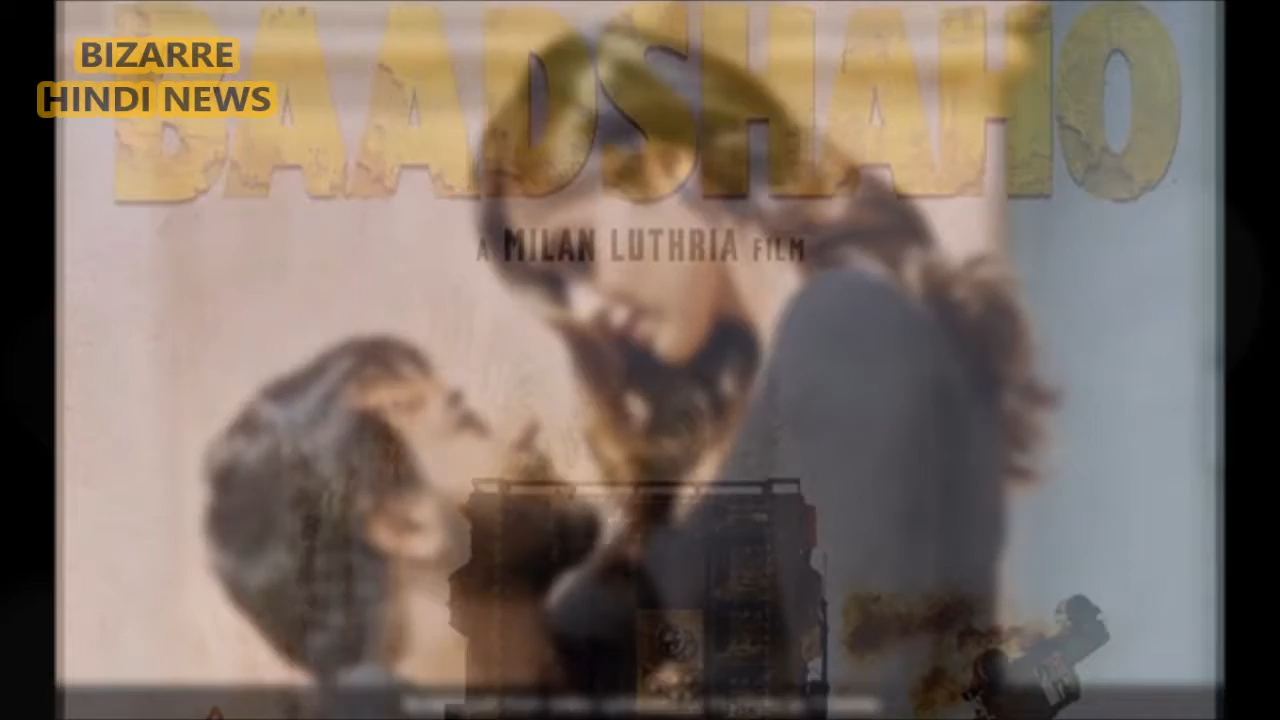 BIZARRE
HINDI NEWS
BAADSHAHO
A MILAN LUTHRIA FILM